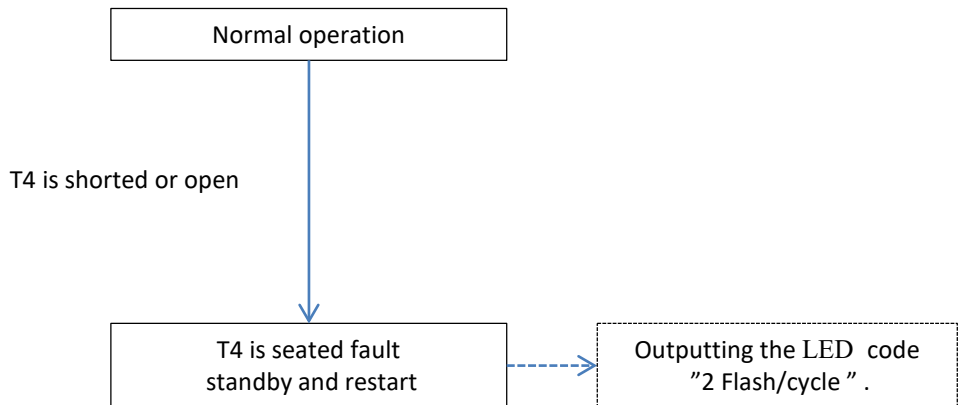 Normal operation
T4 is shorted or open
T4 is seated fault
standby and restart
Outputting the LED code
”2 Flash/cycle ” .